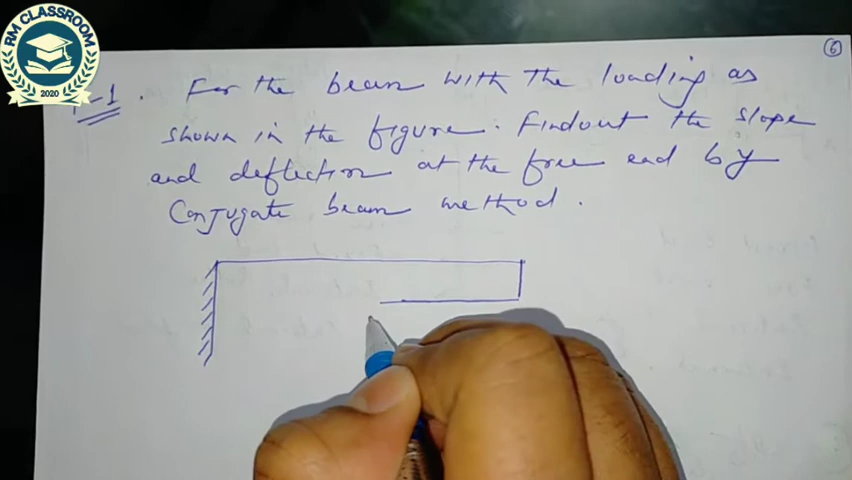 RM CLASSROOM
2020
6
-1. For the beam with the loading as
shown in the figure. Findout the slope
and deflection at the free end by
Conjugate beam method.